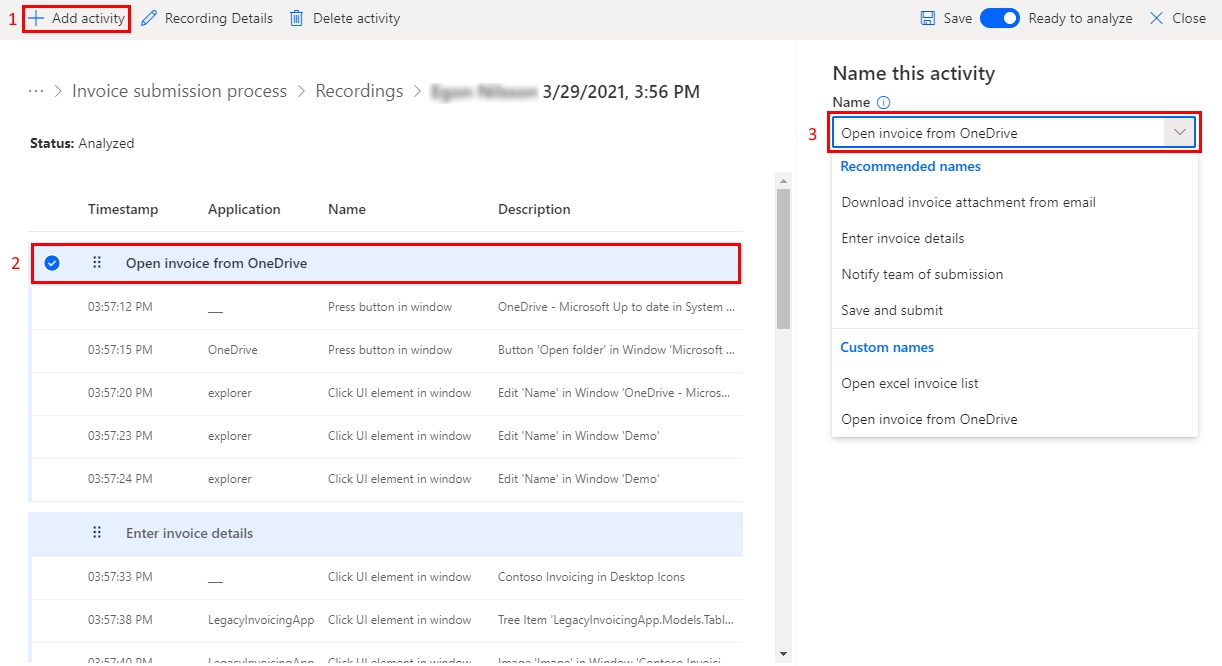 1 Add activity Recording Details Delete activity Save Ready to analyze Close
··· > Invoice submission process > Recordings > 3/29/2021, 3:56 PM
Status: Analyzed
Timestamp Application Name Description
2 Open invoice from OneDrive
03:57:12 PM ___ Press button in window OneDrive - Microsoft Up to date in System ...
03:57:15 PM OneDrive Press button in window Button 'Open folder' in Window 'Microsoft ...
03:57:20 PM explorer Click UI element in window Edit 'Name' in Window 'OneDrive - Micros...
03:57:23 PM explorer Click UI element in window Edit 'Name' in Window 'Demo'
03:57:24 PM explorer Click UI element in window Edit 'Name' in Window 'Demo'
Enter invoice details
03:57:33 PM ___ Click UI element in window Contoso Invoicing in Desktop Icons
03:57:38 PM LegacyInvoicingApp Click UI element in window Tree Item 'LegacyInvoicingApp.Models.Tabl...
03:57:40 PM LegacyInvoicingApp Click UI element in window Image 'Image' in Window 'Contoso Invoici...
Name this activity
Name
3 Open invoice from OneDrive
Recommended names
Download invoice attachment from email
Enter invoice details
Notify team of submission
Save and submit
Custom names
Open excel invoice list
Open invoice from OneDrive